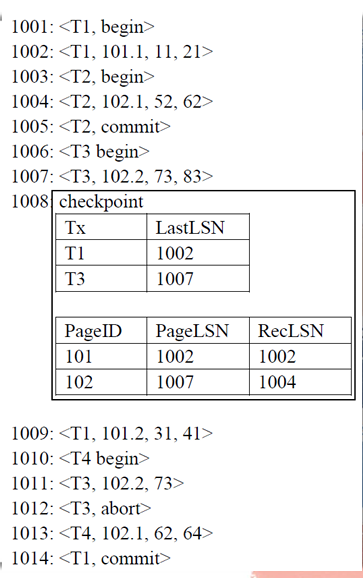 1001: <T1, begin>
1002: <T1, 101.1, 11, 21>
1003: <T2, begin>
1004: <T2, 102.1, 52, 62>
1005: <T2, commit>
1006: <T3 begin>
1007: <T3, 102.2, 73, 83>
1008 checkpoint
Tx LastLSN
T1 1002
T3 1007
PageID PageLSN RecLSN
101 1002 1002
102 1007 1004
1009: <T1, 101.2, 31, 41>
1010: <T4 begin>
1011: <T3, 102.2, 73>
1012: <T3, abort>
1013: <T4, 102.1, 62, 64>
1014: <T1, commit>